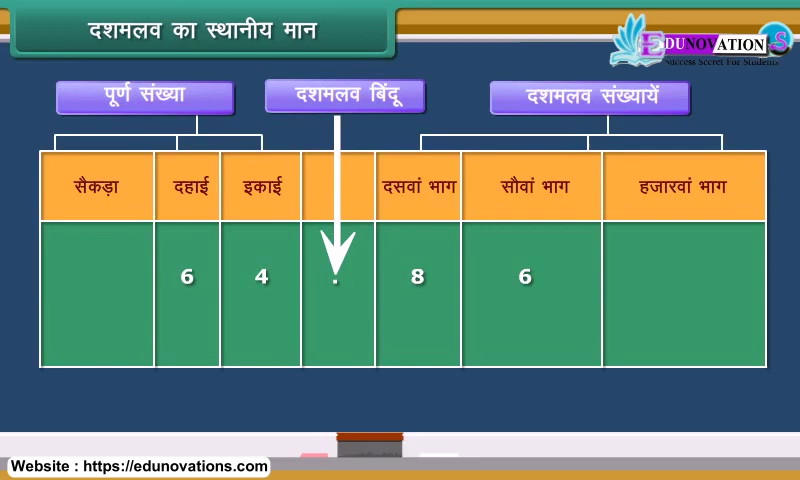 दशमलव का स्थानीय मान
EDUNOVATION S
Success Secret For Students
पूर्ण संख्या
दशमलव बिंदू
दशमलव संख्यायें
सैकड़ा दहाई इकाई दसवां भाग सौवां भाग हजारवां भाग
6 4 . 8 6
Website : https://edunovations.com